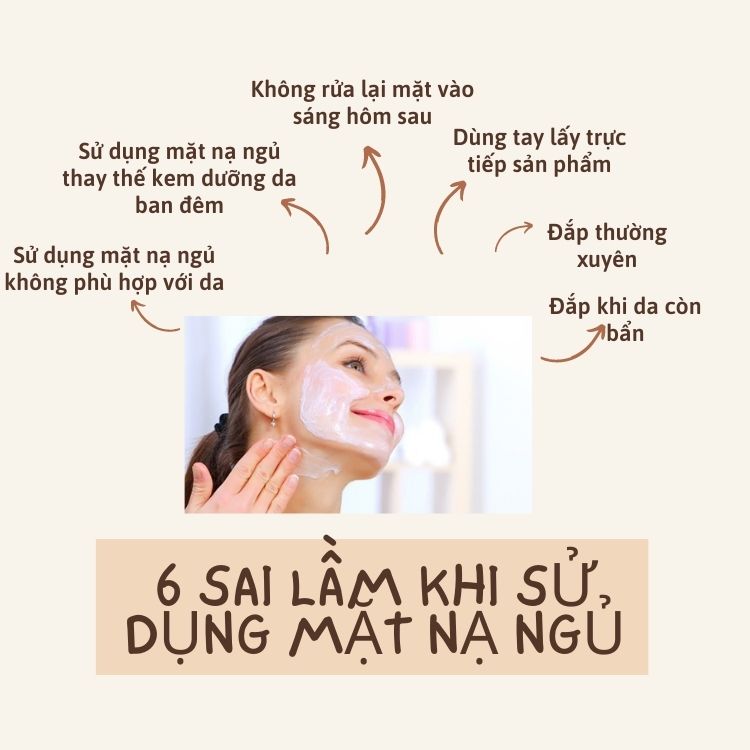 Không rửa lại mặt vào
sáng hôm sau
Dùng tay lấy trực
tiếp sản phẩm
Sử dụng mặt nạ ngủ
thay thế kem dưỡng da
ban đêm
Đắp thường
xuyên
Sử dụng mặt nạ ngủ
không phù hợp với da
Đắp khi da còn
bẩn
6 SAI LẦM KHI SỬ
DỤNG MẶT NẠ NGỦ